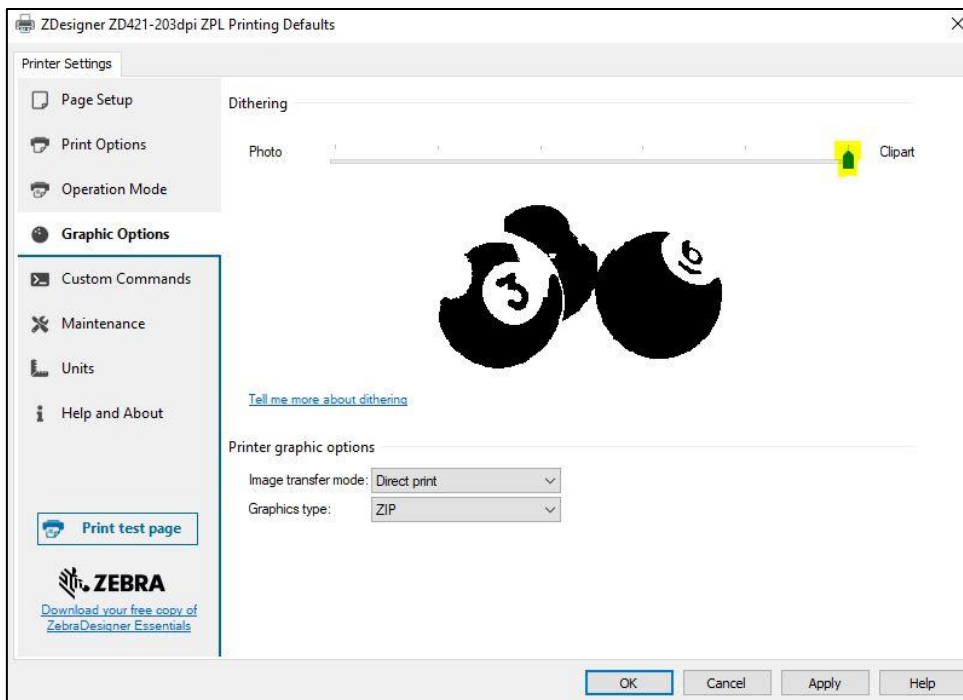 ZDesigner ZD421-203dpi ZPL Printing Defaults
Printer Settings
Page Setup
Print Options
Operation Mode
Graphic Options
Custom Commands
Maintenance
Units
Help and About
Print test page
ZEBRA
Download your free copy of
ZebraDesigner Essentials
Dithering
Photo
Clipart
3
16
Tell me more about dithering
Printer graphic options
Image transfer mode: Direct print
Graphics type: ZIP
OK Cancel Apply Help